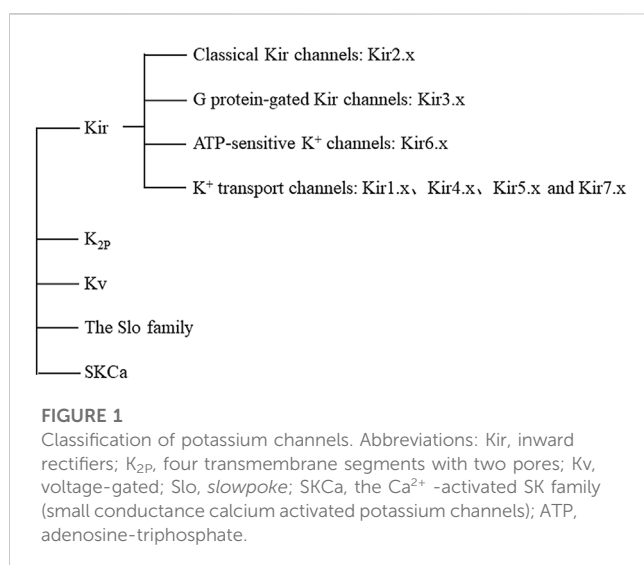 Classical Kir channels: Kir2.x
G protein-gated Kir channels: Kir3.x
Kir
ATP-sensitive K⁺ channels: Kir6.x
K⁺ transport channels: Kir1.x、Kir4.x、Kir5.x and Kir7.x
K₂P
Kv
The Slo family
SKCa
FIGURE 1
Classification of potassium channels. Abbreviations: Kir, inward
rectifiers; K₂P, four transmembrane segments with two pores; Kv,
voltage-gated; Slo, slowpoke; SKCa, the Ca²⁺ -activated SK family
(small conductance calcium activated potassium channels); ATP,
adenosine-triphosphate.